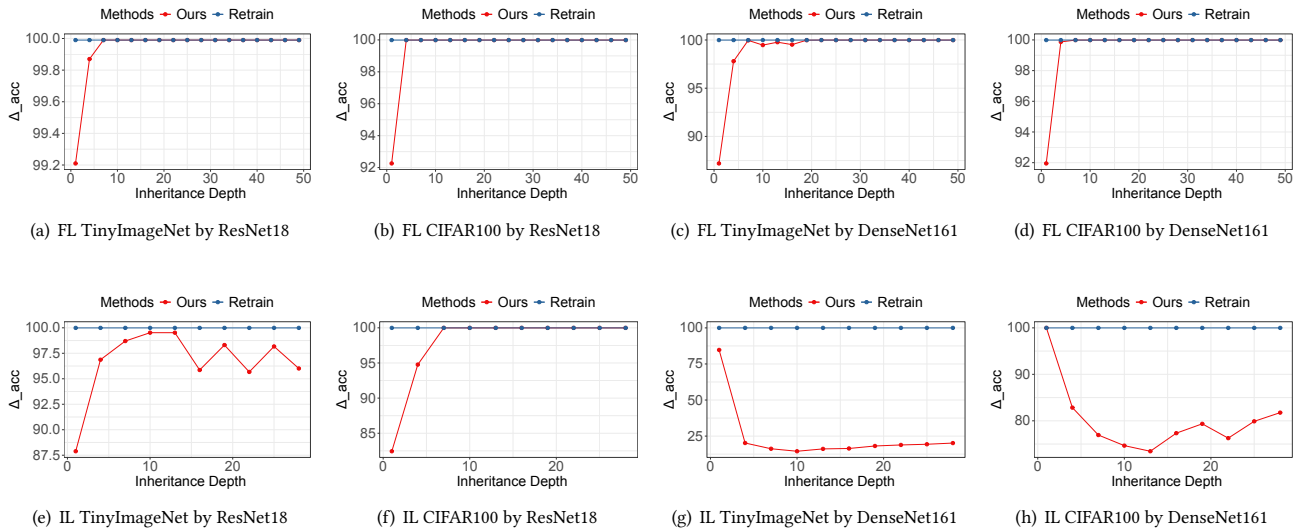 Methods Ours Retrain
Δ_acc
100.0
99.8
99.6
99.4
99.2
0 10 20 30 40 50
Inheritance Depth
(a) FL TinyImageNet by ResNet18
Methods Ours Retrain
Δ_acc
100
98
96
94
92
0 10 20 30 40 50
Inheritance Depth
(b) FL CIFAR100 by ResNet18
Methods Ours Retrain
Δ_acc
100
95
90
0 10 20 30 40 50
Inheritance Depth
(c) FL TinyImageNet by DenseNet161
Methods Ours Retrain
Δ_acc
100
98
96
94
92
0 10 20 30 40 50
Inheritance Depth
(d) FL CIFAR100 by DenseNet161
Methods Ours Retrain
Δ_acc
100.0
97.5
95.0
92.5
90.0
87.5
0 10 20
Inheritance Depth
(e) IL TinyImageNet by ResNet18
Methods Ours Retrain
Δ_acc
100
95
90
85
0 10 20
Inheritance Depth
(f) IL CIFAR100 by ResNet18
Methods Ours Retrain
Δ_acc
100
75
50
25
0 10 20
Inheritance Depth
(g) IL TinyImageNet by DenseNet161
Methods Ours Retrain
Δ_acc
100
90
80
0 10 20
Inheritance Depth
(h) IL CIFAR100 by DenseNet161